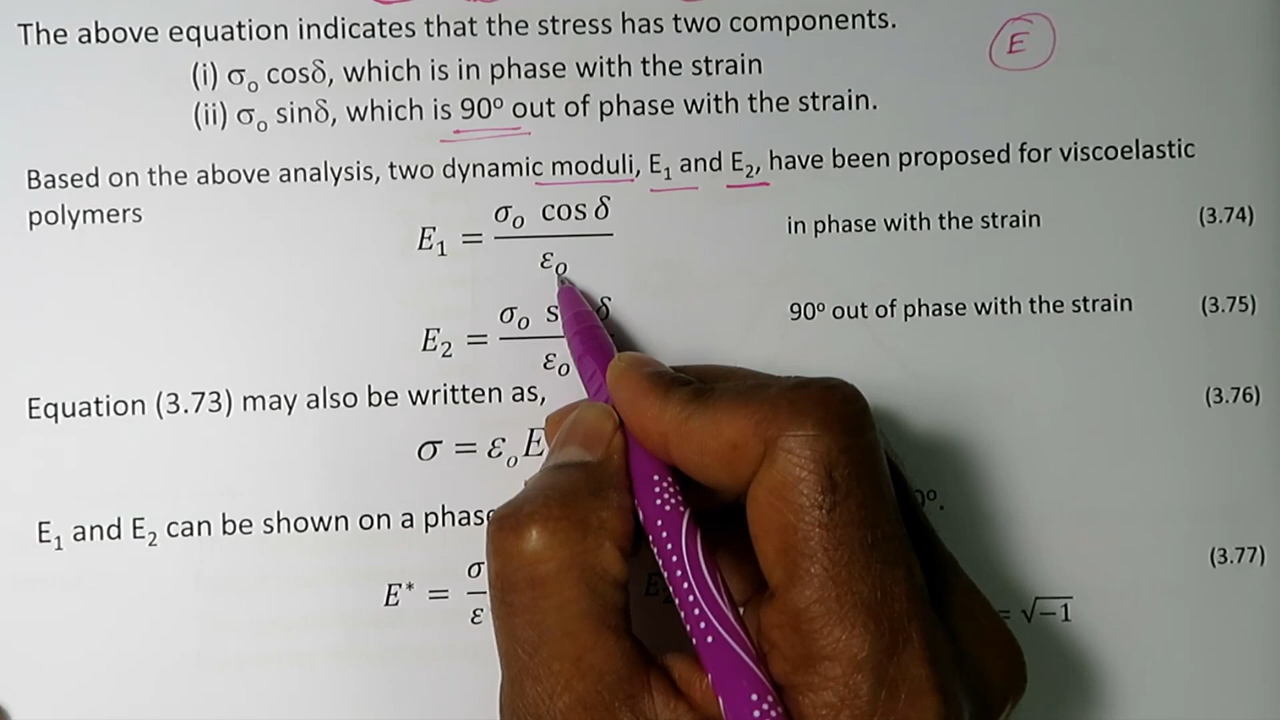 The above equation indicates that the stress has two components.
E
(i) σₒ cosδ, which is in phase with the strain
(ii) σₒ sinδ, which is 90º out of phase with the strain.
Based on the above analysis, two dynamic moduli, E₁ and E₂, have been proposed for viscoelastic
polymers
E₁ = σₒ cos δ / εₒ in phase with the strain (3.74)
E₂ = σₒ s δ / εₒ 90º out of phase with the strain (3.75)
Equation (3.73) may also be written as, (3.76)
σ = εₒE
E₁ and E₂ can be shown on a phas º.
(3.77)
E* = σ / ε E = √−1